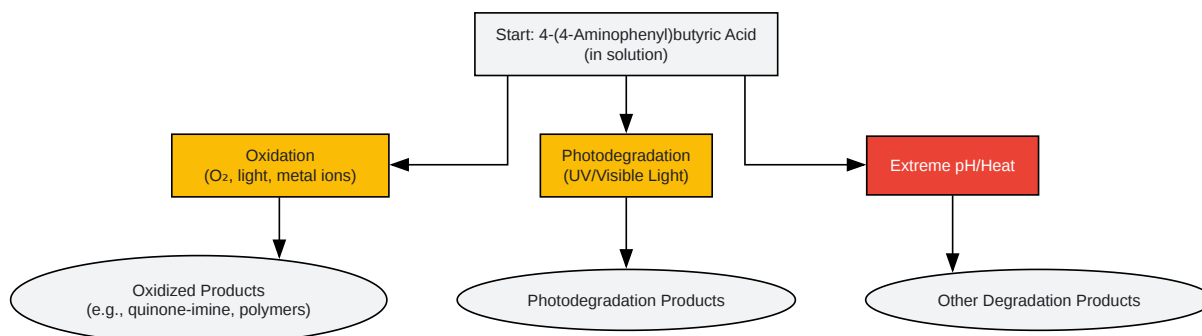 Start: 4-(4-Aminophenyl)butyric Acid
(in solution)
Oxidation
(O₂, light, metal ions)
Photodegradation
(UV/Visible Light)
Extreme pH/Heat
Oxidized Products
(e.g., quinone-imine, polymers)
Photodegradation Products
Other Degradation Products